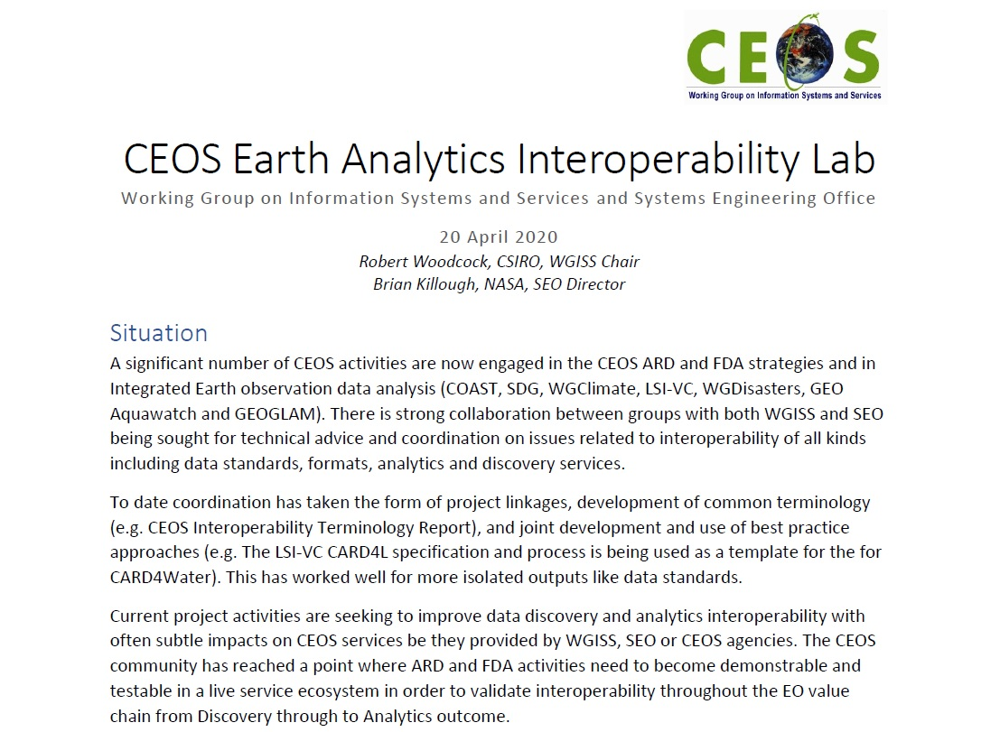 CEOS
Working Group on Information Systems and Services
CEOS Earth Analytics Interoperability Lab
Working Group on Information Systems and Services and Systems Engineering Office
20 April 2020
Robert Woodcock, CSIRO, WGISS Chair
Brian Killough, NASA, SEO Director
Situation
A significant number of CEOS activities are now engaged in the CEOS ARD and FDA strategies and in
Integrated Earth observation data analysis (COAST, SDG, WGClimate, LSI-VC, WGDisasters, GEO
Aquawatch and GEOGLAM). There is strong collaboration between groups with both WGISS and SEO
being sought for technical advice and coordination on issues related to interoperability of all kinds
including data standards, formats, analytics and discovery services.
To date coordination has taken the form of project linkages, development of common terminology
(e.g. CEOS Interoperability Terminology Report), and joint development and use of best practice
approaches (e.g. The LSI-VC CARD4L specification and process is being used as a template for the for
CARD4Water). This has worked well for more isolated outputs like data standards.
Current project activities are seeking to improve data discovery and analytics interoperability with
often subtle impacts on CEOS services be they provided by WGISS, SEO or CEOS agencies. The CEOS
community has reached a point where ARD and FDA activities need to become demonstrable and
testable in a live service ecosystem in order to validate interoperability throughout the EO value
chain from Discovery through to Analytics outcome.